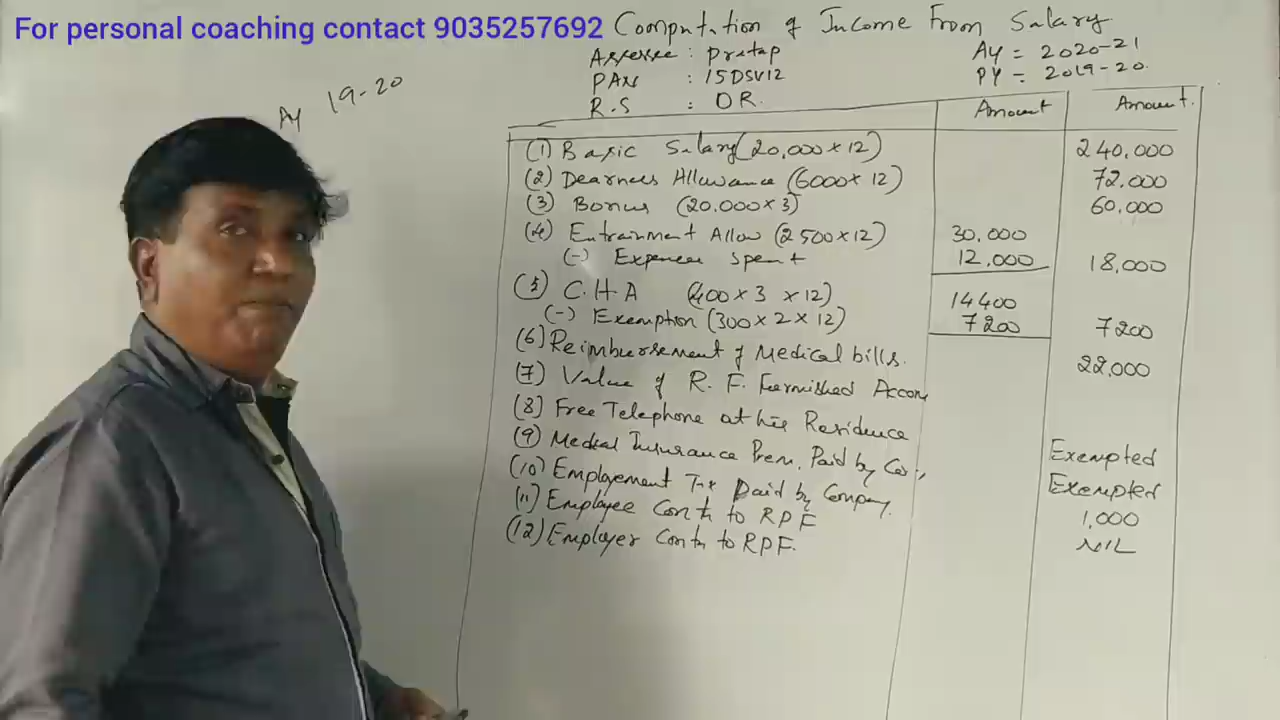 For personal coaching contact 9035257692
Computation of Income From Salary
Assessee : Pratap
AY = 2020-21
PAN : 15DSV12
PY = 2019-20.
R.S : OR.
AY 19-20
Amount Amount.
(1) Basic Salary (20,000 x 12) 240,000
(2) Dearness Allowance (6000 x 12) 72,000
(3) Bonus (20,000 x 3) 60,000
(4) Entrainment Allow (2500 x 12) 30,000
(-) Expences Spent 12,000 18,000
(5) C.H.A (400 x 3 x 12) 14400
(-) Exemption (300 x 2 x 12) 7200 7200
(6) Reimbursement of Medical bills. 22,000
(7) Value of R.F. Furnished Accom
(8) Free Telephone at his Residence Exempted
(9) Medical Insurance Prem. Paid by Co., Exempted
(10) Employement Tax Paid by Company. 1,000
(11) Employee Contn to RPF NIL
(12) Employer Contn to RPF.